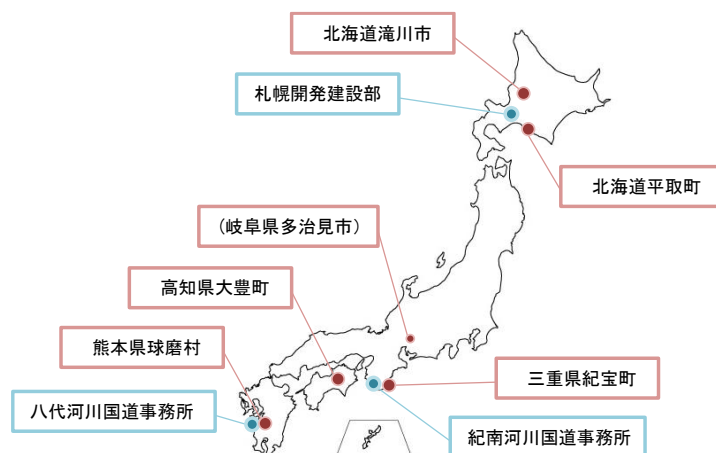 北海道滝川市
札幌開発建設部
北海道平取町
(岐阜県多治見市)
高知県大豊町
熊本県球磨村
三重県紀宝町
八代河川国道事務所
紀南河川国道事務所